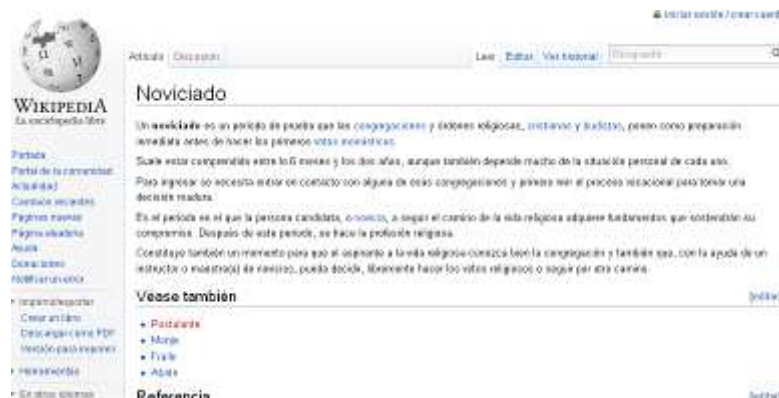 Iniciar sesión / crear cuenta
Artículo Discusión Leer Editar Ver historial Búsqueda
WIKIPEDIA
La enciclopedia libre
Noviciado
Un noviciado es un periodo de prueba que las congregaciones y órdenes religiosas, cristianas y budistas, ponen como preparación
inmediata antes de hacer los primeros votos monásticos.
Suele estar comprendido entre lo 6 meses y los dos años, aunque también depende mucho de la situación personal de cada uno.
Para ingresar se necesita entrar en contacto con alguna de esas congregaciones y primero vivir el proceso vocacional para tomar una
decisión madura.
Es el periodo en el que la persona candidata, o novicia, a seguir el camino de la vida religiosa adquiere fundamentos que sostendrán su
compromiso. Después de este periodo, se hace la profesión religiosa.
Constituye también un momento para que el aspirante a la vida religiosa conozca bien la congregación y también que, con la ayuda de un
instructor o maestro(a) de novicios, pueda decidir, libremente hacer los votos religiosos o seguir por otro camino.
Véase también [editar]
Postulante
Monje
Fraile
Abate
Referencia [editar]
Portada
Portal de la comunidad
Actualidad
Cambios recientes
Páginas nuevas
Página aleatoria
Ayuda
Donaciones
Notificar un error
Imprimir/exportar
Crear un libro
Descargar como PDF
Versión para imprimir
Herramientas
En otros idiomas